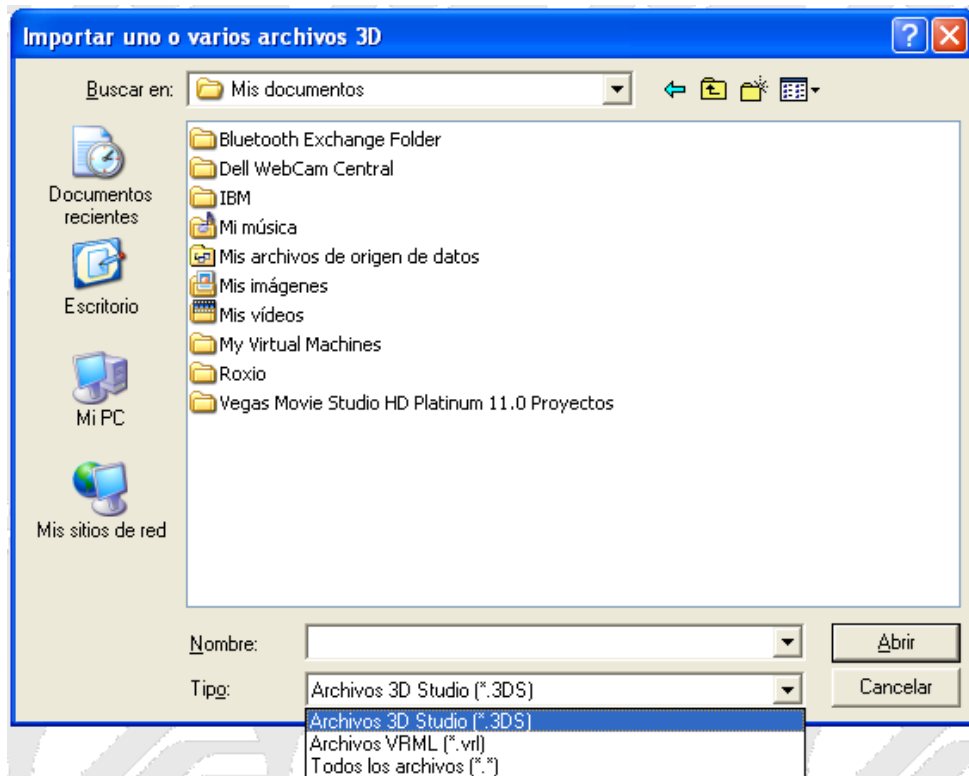 Importar uno o varios archivos 3D
Buscar en:
Mis documentos
Documentos
recientes
Escritorio
Mi PC
Mis sitios de red
Bluetooth Exchange Folder
Dell WebCam Central
IBM
Mi música
Mis archivos de origen de datos
Mis imágenes
Mis vídeos
My Virtual Machines
Roxio
Vegas Movie Studio HD Platinum 11.0 Proyectos
Nombre:
Abrir
Tipo:
Archivos 3D Studio (*.3DS)
Cancelar
Archivos 3D Studio (*.3DS)
Archivos VRML (*.vrl)
Todos los archivos (*.*)